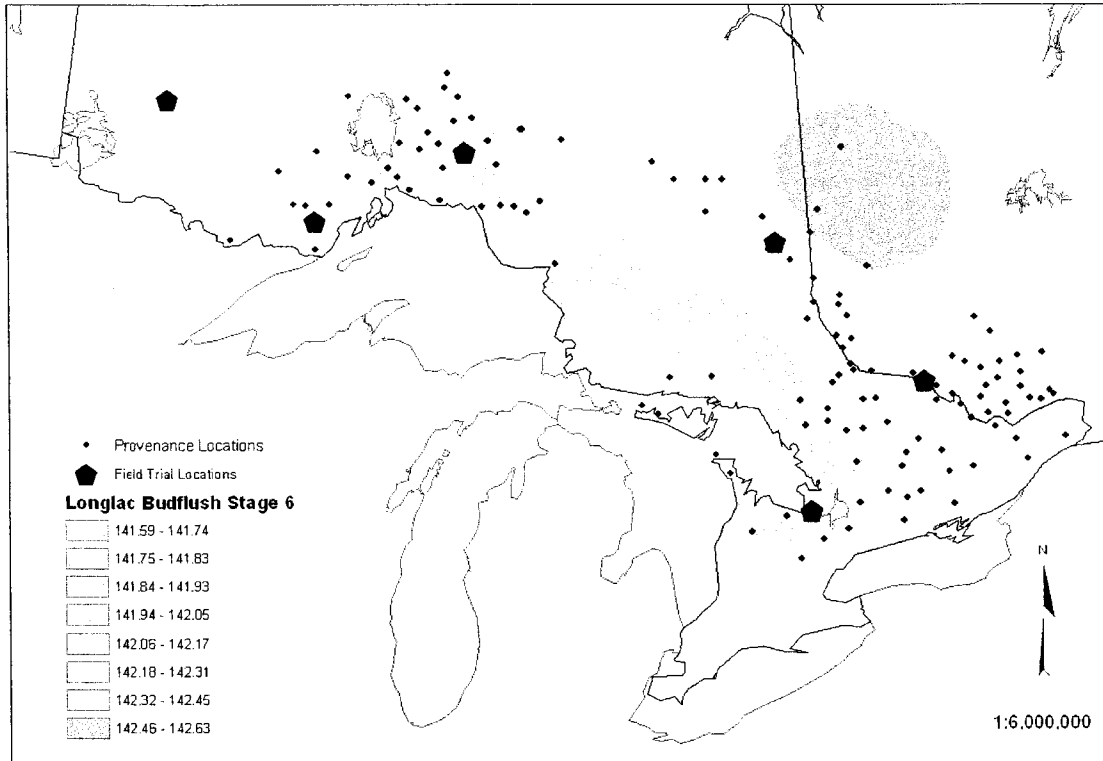 Provenance Locations
Field Trial Locations
Longlac Budflush Stage 6
141.59 - 141.74
141.75 - 141.83
141.84 - 141.93
141.94 - 142.05
142.06 - 142.17
142.18 - 142.31
142.32 - 142.45
142.46 - 142.63
N
1:6,000,000